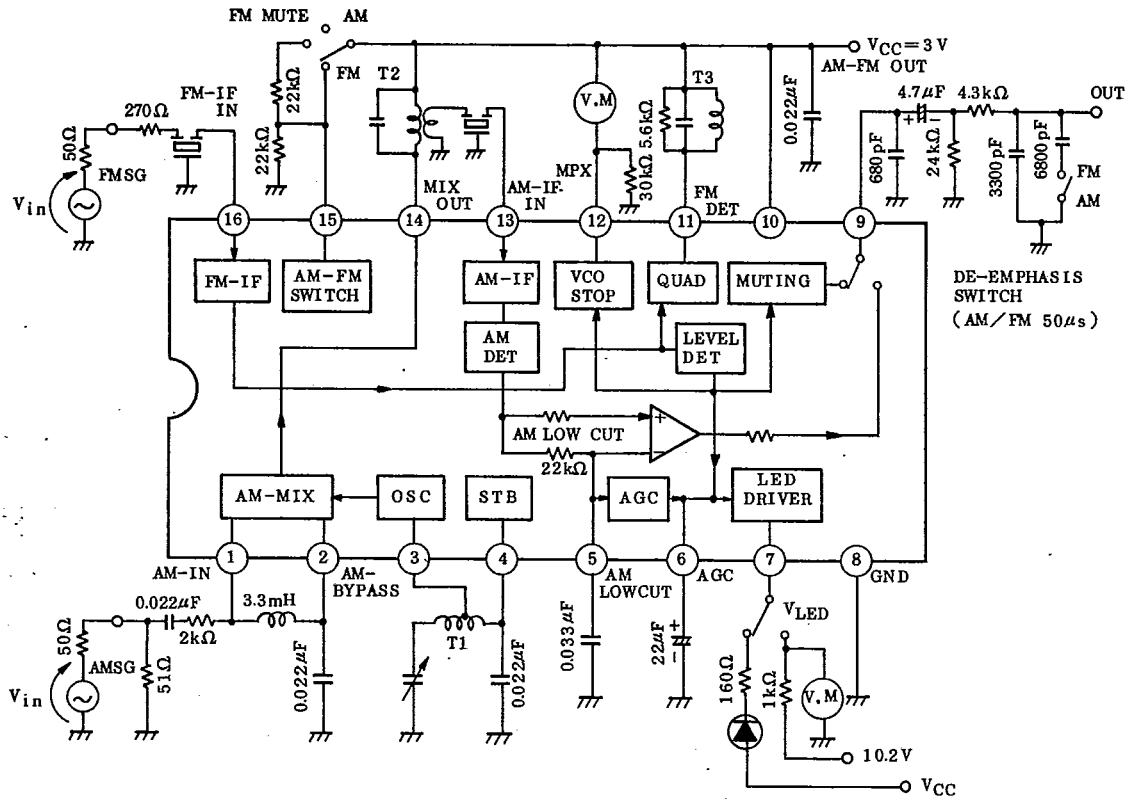 FM MUTE
AM
VCC=3V
AM-FM OUT
FM
T2
T3
OUT
FM-IF
IN
270Ω
50Ω
FMSG
Vin
22kΩ
22kΩ
V.M
5.6kΩ
0.022μF
4.7μF
+ −
4.3kΩ
680pF
24kΩ
3300pF
6800pF
FM
AM
MIX
OUT
AM-IF-
IN
MPX
30kΩ
FM
DET
16
15
14
13
12
11
10
9
FM-IF
AM-FM
SWITCH
AM-IF
VCO
STOP
QUAD
MUTING
DE-EMPHASIS
SWITCH
(AM/FM 50μs)
AM
DET
LEVEL
DET
AM LOW CUT
+
−
22kΩ
AM-MIX
OSC
STB
AGC
LED
DRIVER
1
2
3
4
5
6
7
8
AM-IN
AM-
BYPASS
AM
LOWCUT
AGC
GND
0.022μF
2kΩ
3.3mH
50Ω
AMSG
Vin
51Ω
0.022μF
T1
0.022μF
0.033μF
22μF
+
−
VLED
160Ω
1kΩ
V.M
10.2V
VCC